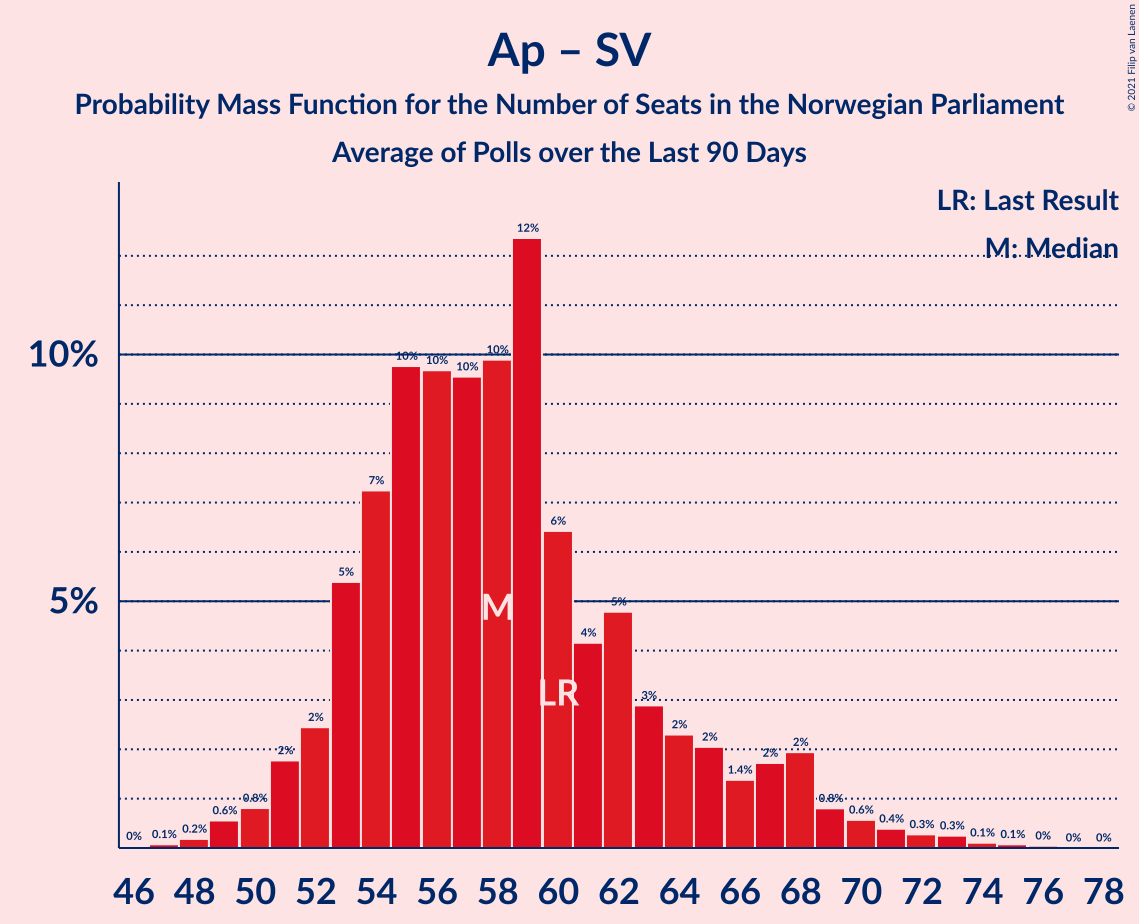 Ap – SV
Probability Mass Function for the Number of Seats in the Norwegian Parliament
Average of Polls over the Last 90 Days
© 2021 Filip van Laenen
LR: Last Result
M: Median
10%
5%
0% 0.1% 0.2% 0.6% 0.8% 2% 2% 5% 7% 10% 10% 10% 10% 12% 6% 4% 5% 3% 2% 2% 1.4% 2% 2% 0.8% 0.6% 0.4% 0.3% 0.3% 0.1% 0.1% 0% 0% 0%
M
LR
46 48 50 52 54 56 58 60 62 64 66 68 70 72 74 76 78